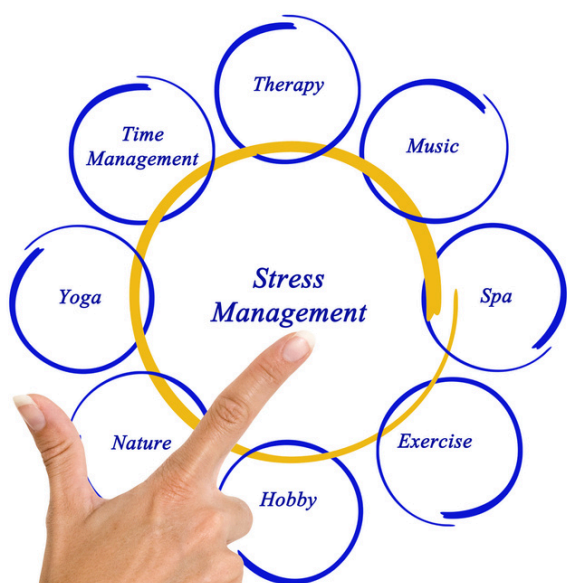 Therapy
Time
Management
Music
Stress
Management
Yoga
Spa
Nature
Exercise
Hobby